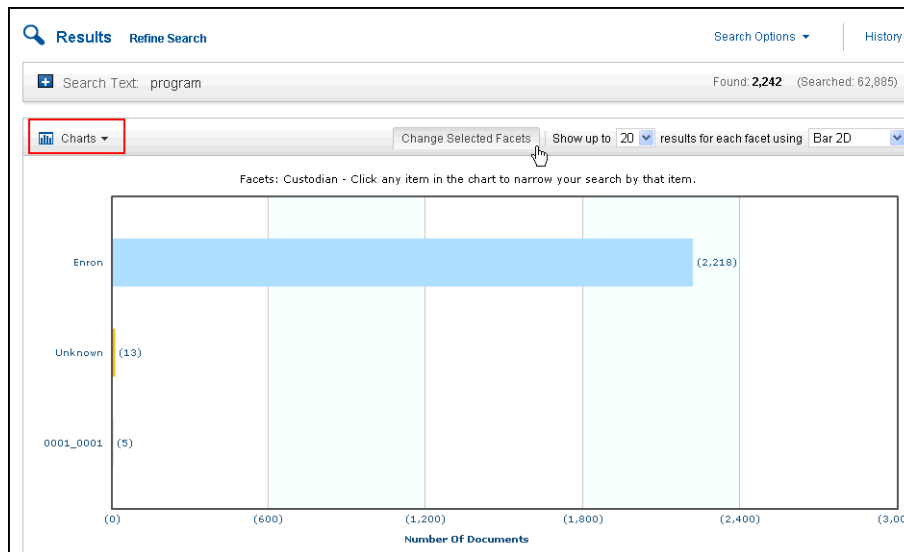 Results Refine Search Search Options History
Search Text: program Found: 2,242 (Searched: 62,885)
Charts Change Selected Facets Show up to 20 results for each facet using Bar 2D
Facets: Custodian - Click any item in the chart to narrow your search by that item.
Enron (2,218)
Unknown (13)
0001_0001 (5)
(0) (600) (1,200) (1,800) (2,400) (3,00
Number Of Documents